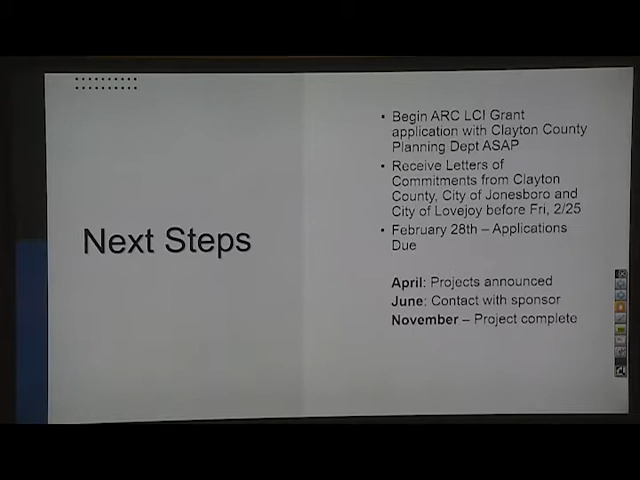 Next Steps
• Begin ARC LCI Grant
application with Clayton County
Planning Dept ASAP
• Receive Letters of
Commitments from Clayton
County, City of Jonesboro and
City of Lovejoy before Fri, 2/25
• February 28th – Applications
Due
April: Projects announced
June: Contact with sponsor
November – Project complete